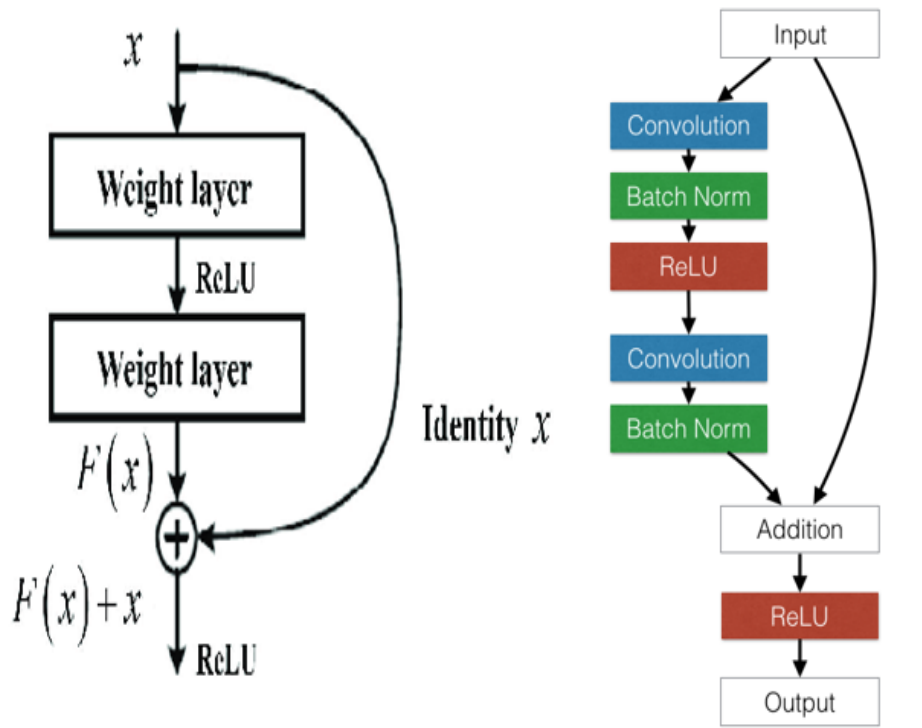 x
Weight layer
ReLU
Weight layer
F(x)
Identity x
+
F(x)+x
ReLU
Input
Convolution
Batch Norm
ReLU
Convolution
Batch Norm
Addition
ReLU
Output